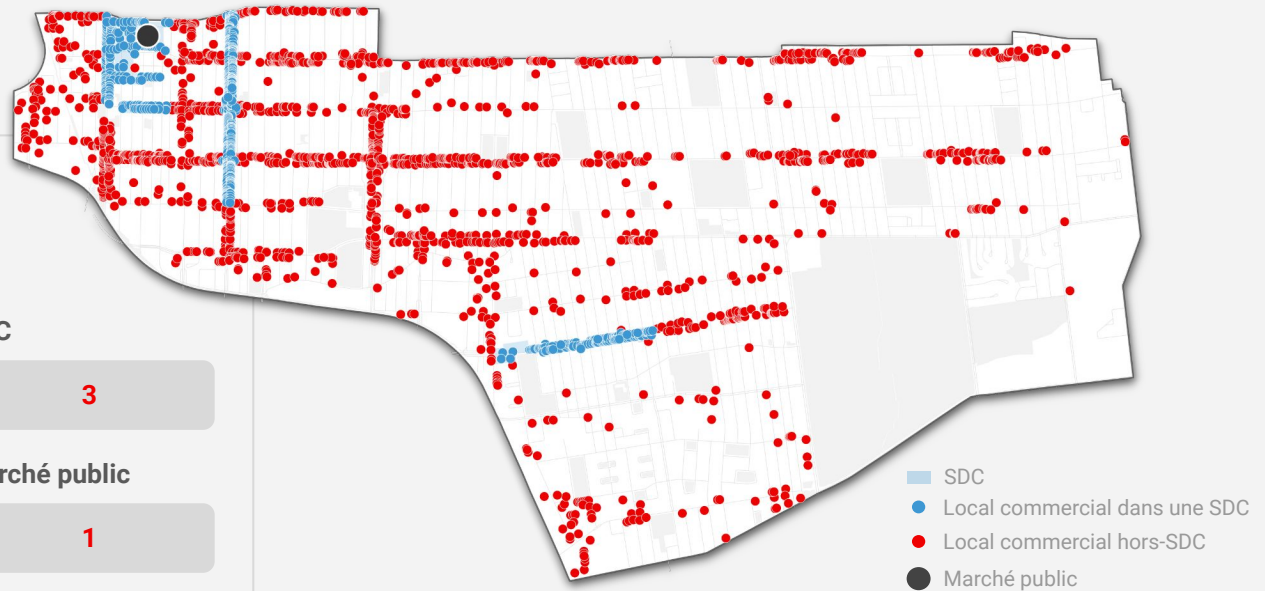 C
3
rché public
1
SDC
Local commercial dans une SDC
Local commercial hors-SDC
Marché public